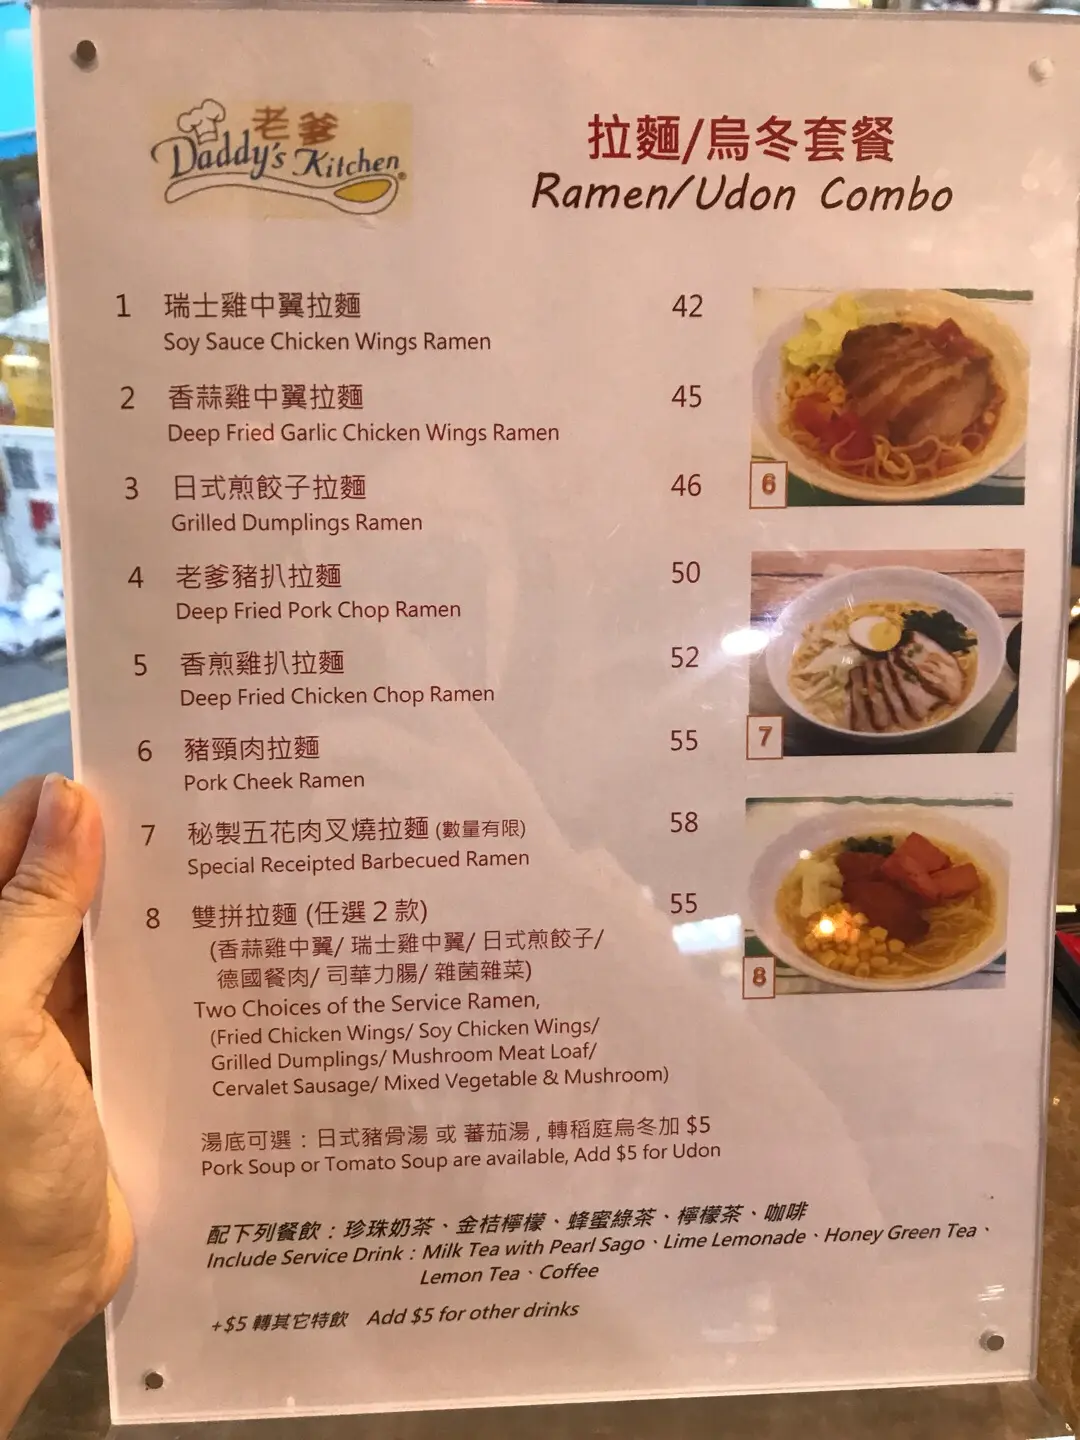 老爹
Daddy's Kitchen®
拉麵/烏冬套餐
Ramen/Udon Combo
1 瑞士雞中翼拉麵 42
Soy Sauce Chicken Wings Ramen
2 香蒜雞中翼拉麵 45
Deep Fried Garlic Chicken Wings Ramen
3 日式煎餃子拉麵 46
Grilled Dumplings Ramen
4 老爹豬扒拉麵 50
Deep Fried Pork Chop Ramen
5 香煎雞扒拉麵 52
Deep Fried Chicken Chop Ramen
6 豬頸肉拉麵 55
Pork Cheek Ramen
7 秘製五花肉叉燒拉麵 (數量有限) 58
Special Receipted Barbecued Ramen
8 雙拼拉麵 (任選2款) 55
(香蒜雞中翼/ 瑞士雞中翼/ 日式煎餃子/
德國餐肉/ 司華力腸/ 雜菌雜菜)
Two Choices of the Service Ramen,
(Fried Chicken Wings/ Soy Chicken Wings/
Grilled Dumplings/ Mushroom Meat Loaf/
Cervalet Sausage/ Mixed Vegetable & Mushroom)
6
7
8
湯底可選：日式豬骨湯 或 蕃茄湯 , 轉稻庭烏冬加 $5
Pork Soup or Tomato Soup are available, Add $5 for Udon
配下列餐飲：珍珠奶茶、金桔檸檬、蜂蜜綠茶、檸檬茶、咖啡
Include Service Drink : Milk Tea with Pearl Sago、Lime Lemonade、Honey Green Tea、
Lemon Tea、Coffee
+$5 轉其它特飲 Add $5 for other drinks